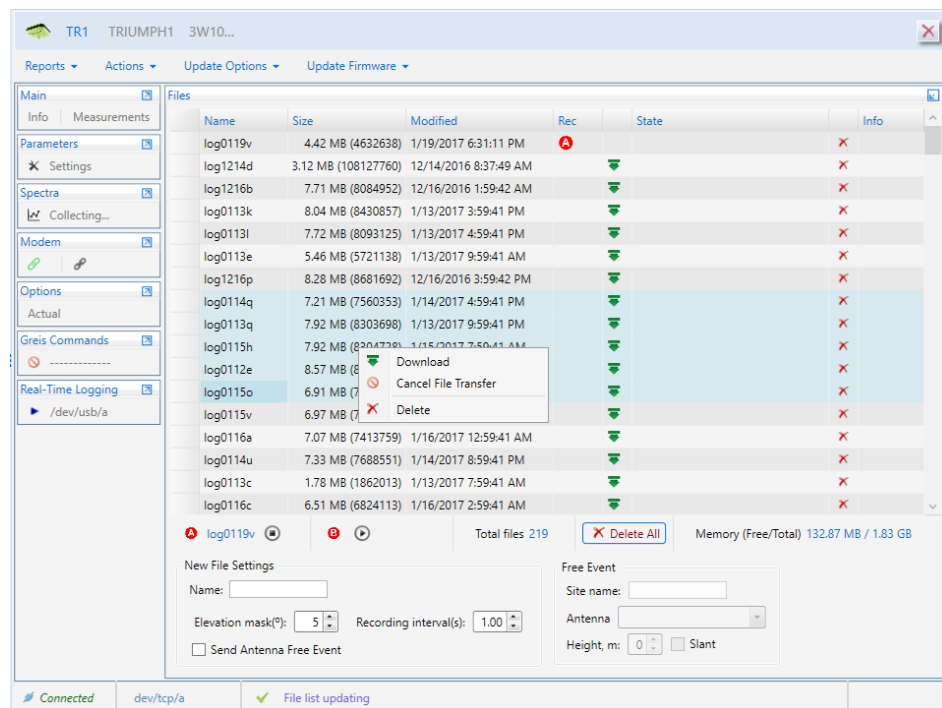 TR1 TRIUMPH1 3W10...
Reports Actions Update Options Update Firmware
Main
Info Measurements
Parameters
Settings
Spectra
Collecting...
Modem
Options
Actual
Greis Commands
-------------
Real-Time Logging
/dev/usb/a
Files
Name Size Modified Rec State Info
log0119v 4.42 MB (4632638) 1/19/2017 6:31:11 PM A
log1214d 3.12 MB (108127760) 12/14/2016 8:37:49 AM
log1216b 7.71 MB (8084952) 12/16/2016 1:59:42 AM
log0113k 8.04 MB (8430857) 1/13/2017 3:59:41 PM
log0113l 7.72 MB (8093125) 1/13/2017 4:59:41 PM
log0113e 5.46 MB (5721138) 1/13/2017 9:59:41 AM
log1216p 8.28 MB (8681692) 12/16/2016 3:59:42 PM
log0114q 7.21 MB (7560353) 1/14/2017 4:59:41 PM
log0113q 7.92 MB (8303698) 1/13/2017 9:59:41 PM
log0115h 7.92 MB (8304728) 1/15/2017 7:59:41 AM
log0112e 8.57 MB (8
log0115o 6.91 MB (7
log0115v 6.97 MB (7
Download
Cancel File Transfer
Delete
log0116a 7.07 MB (7413759) 1/16/2017 12:59:41 AM
log0114u 7.33 MB (7688551) 1/14/2017 8:59:41 PM
log0113c 1.78 MB (1862013) 1/13/2017 7:59:41 AM
log0116c 6.51 MB (6824113) 1/16/2017 2:59:41 AM
A log0119v B Total files 219 Delete All Memory (Free/Total) 132.87 MB / 1.83 GB
New File Settings
Name:
Elevation mask(º): 5 Recording interval(s): 1.00
Send Antenna Free Event
Free Event
Site name:
Antenna
Height, m: 0 Slant
Connected dev/tcp/a File list updating